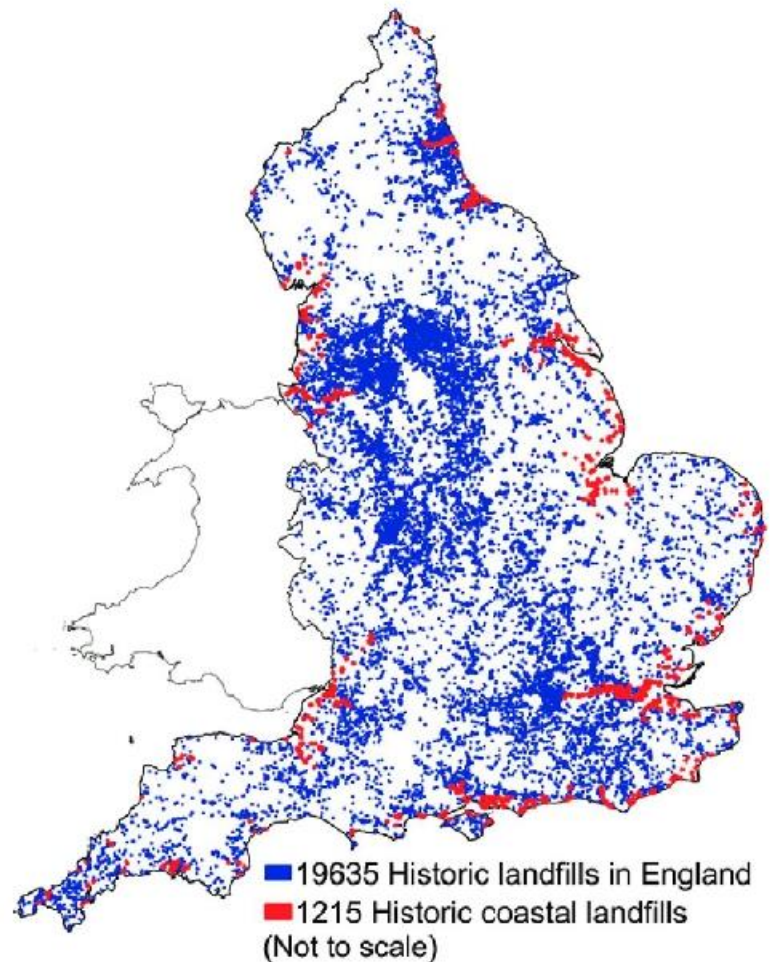 19635 Historic landfills in England
1215 Historic coastal landfills
(Not to scale)